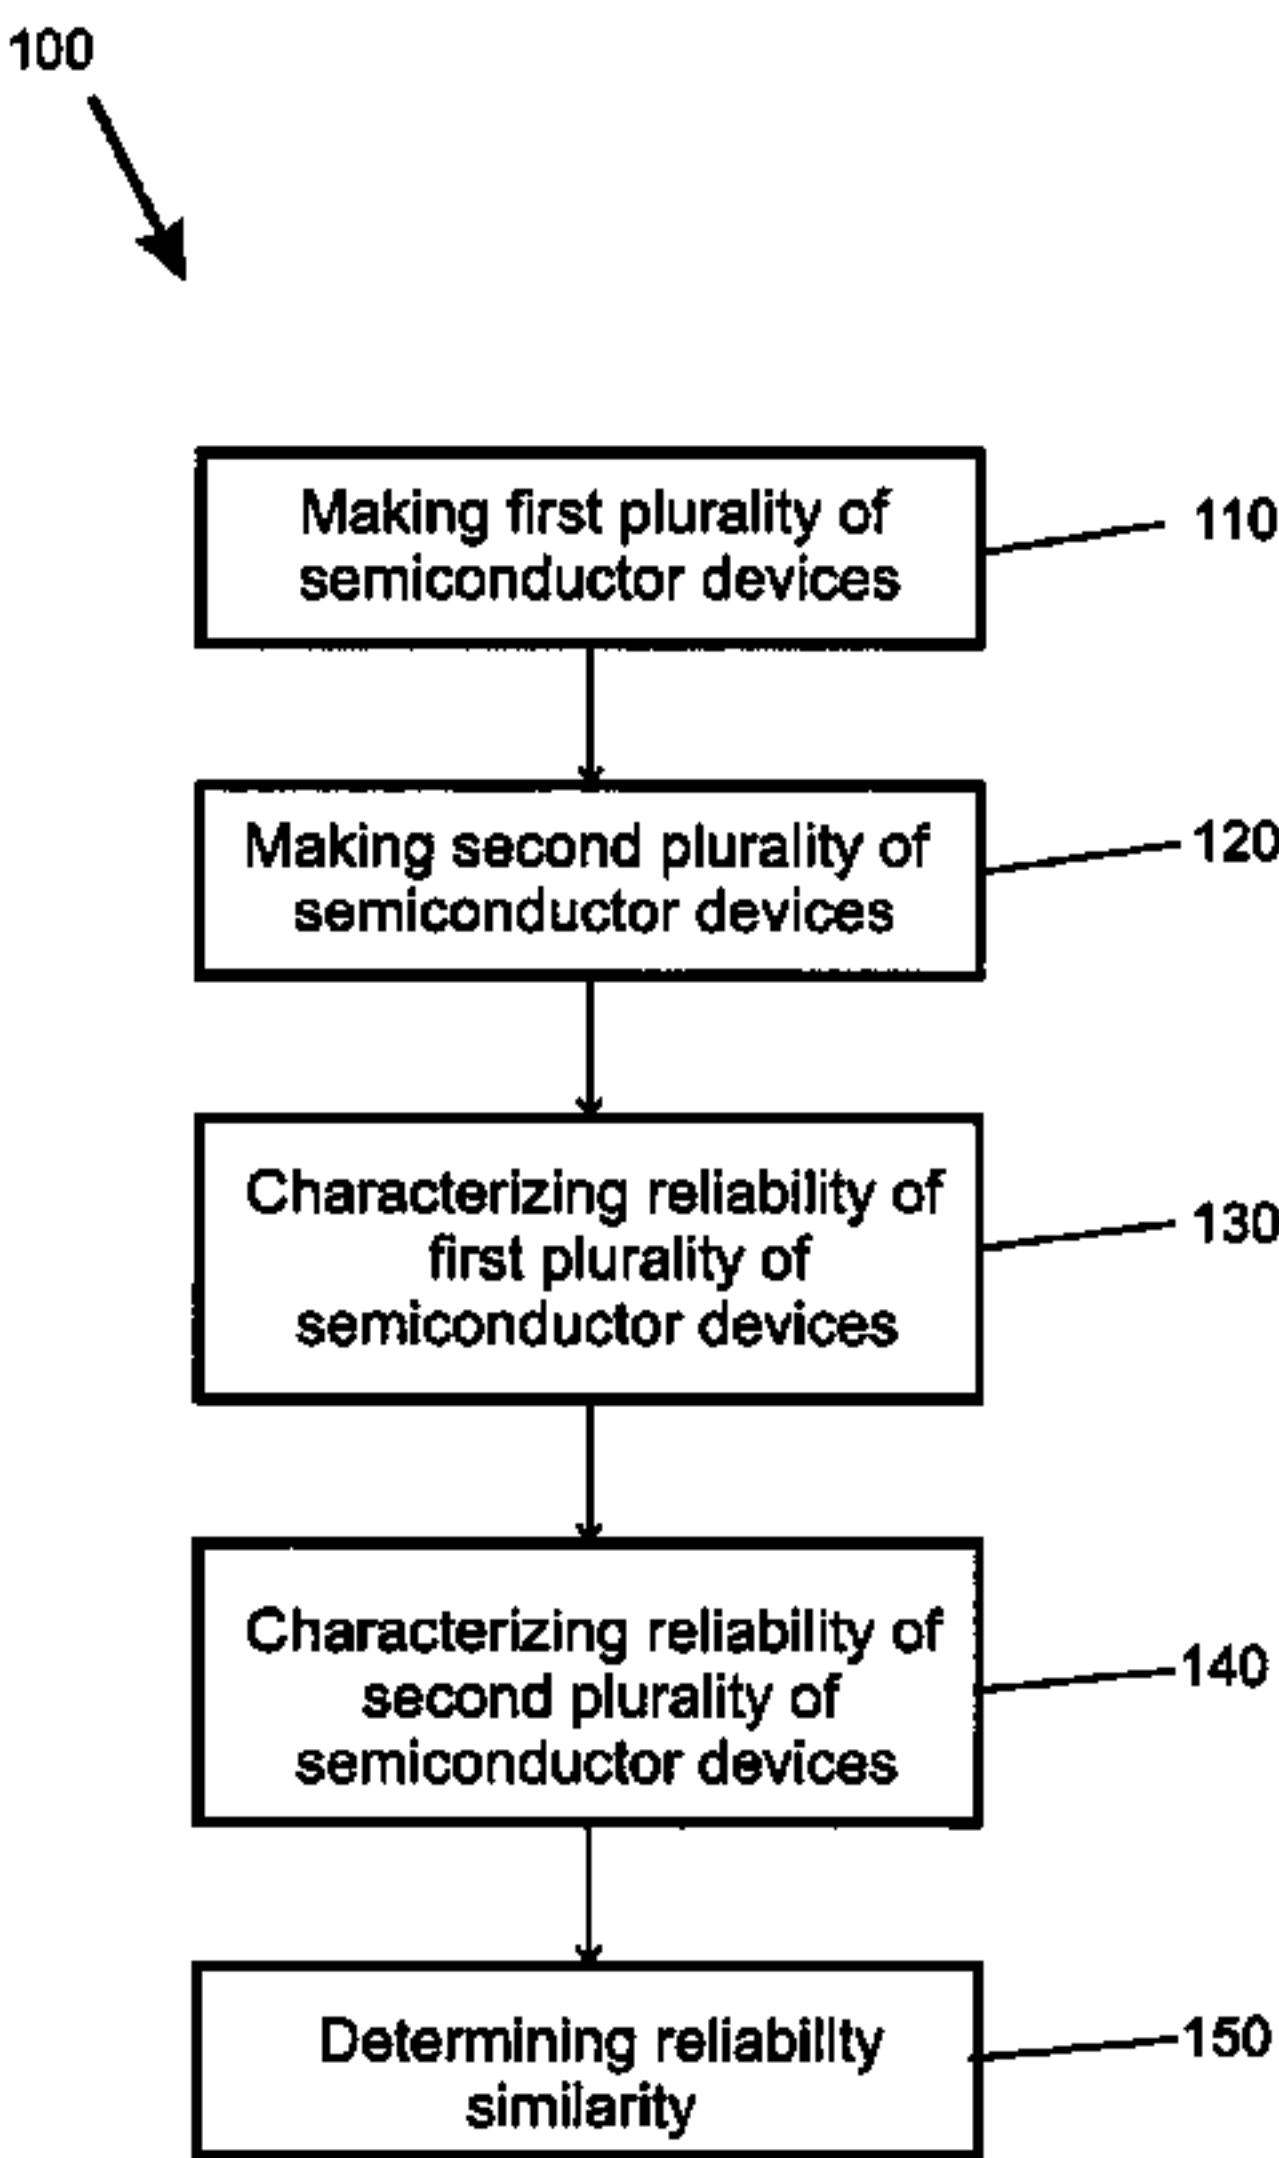 100
Making first plurality of
semiconductor devices
110
Making second plurality of
semiconductor devices
120
Characterizing reliability of
first plurality of
semiconductor devices
130
Characterizing reliability of
second plurality of
semiconductor devices
140
Determining reliability
similarity
150